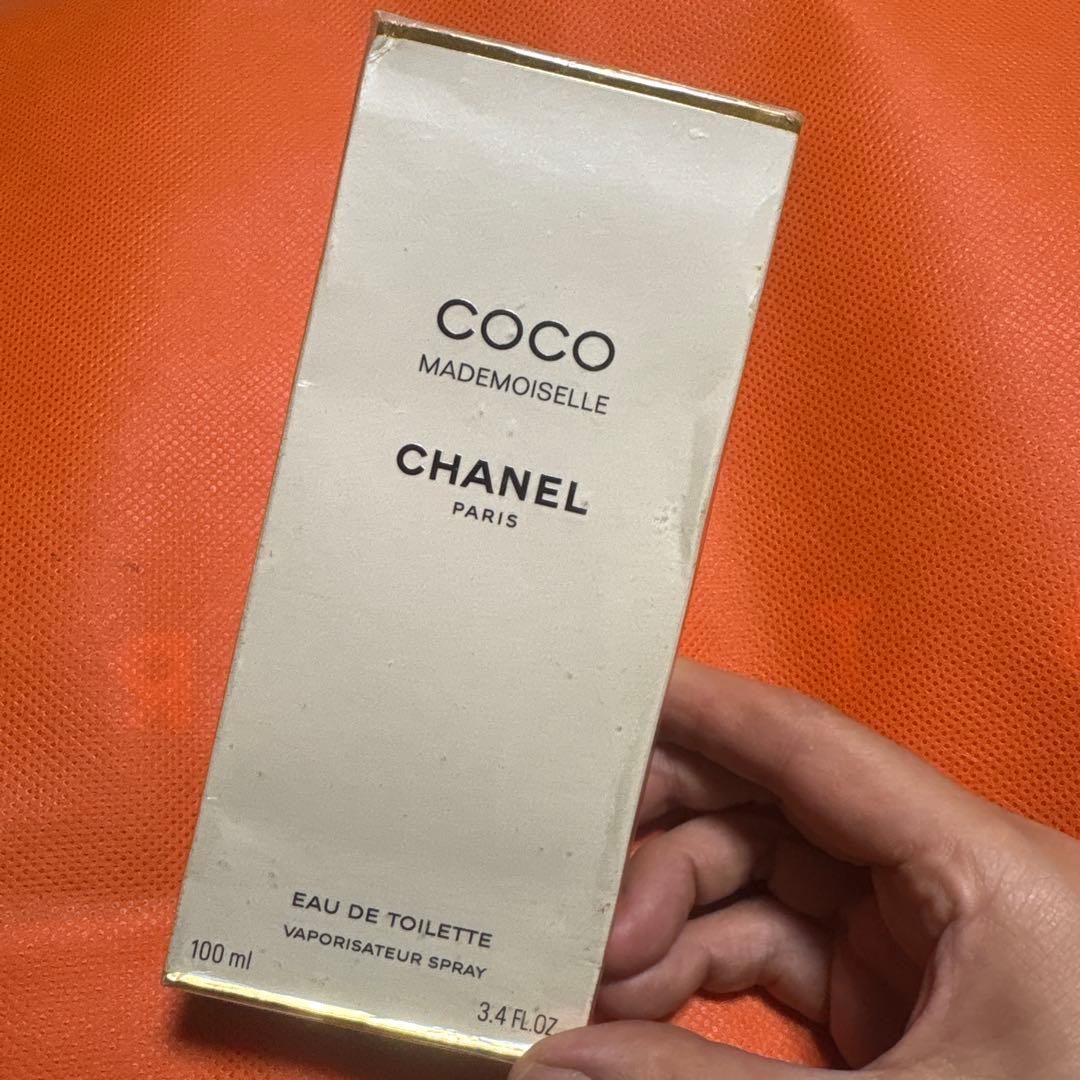 COCO
MADEMOISELLE
CHANEL
PARIS
EAU DE TOILETTE
VAPORISATEUR SPRAY
100 ml
3.4 FL.OZ